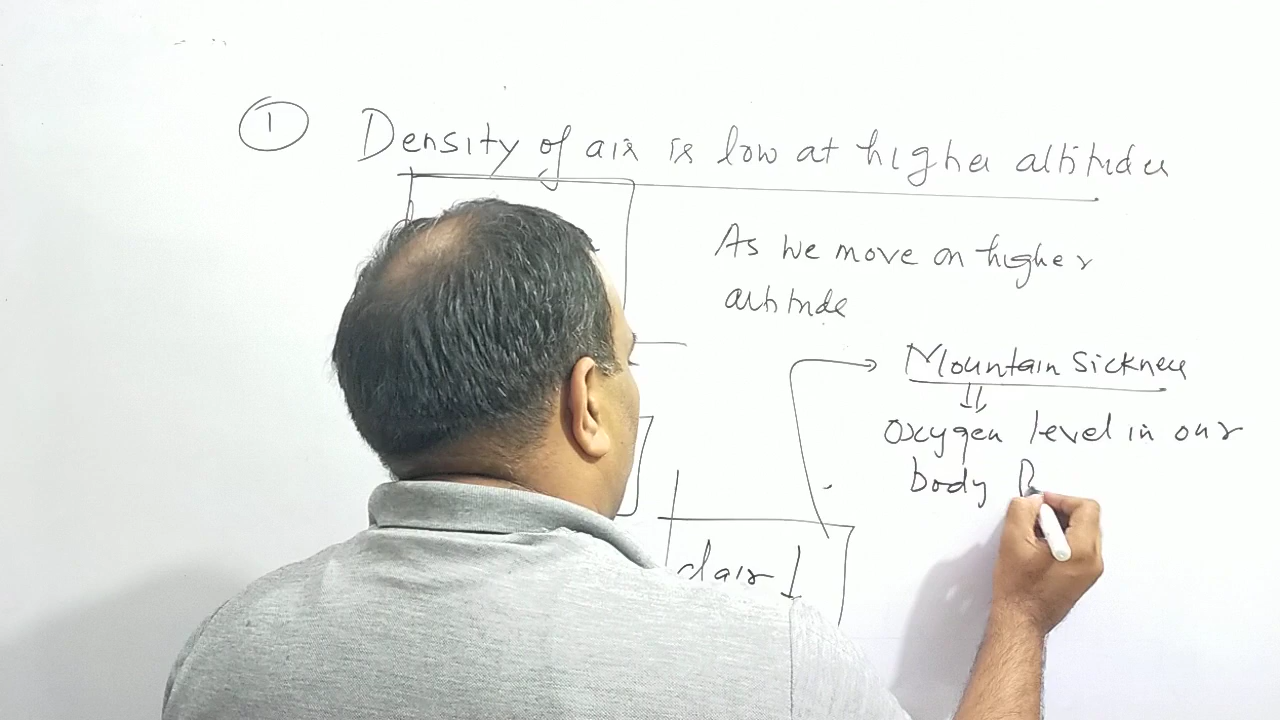 ① Density of air is low at higher altitudes
As we move on higher
altitude
Mountain sickness
Oxygen level in our
body
dair ↓